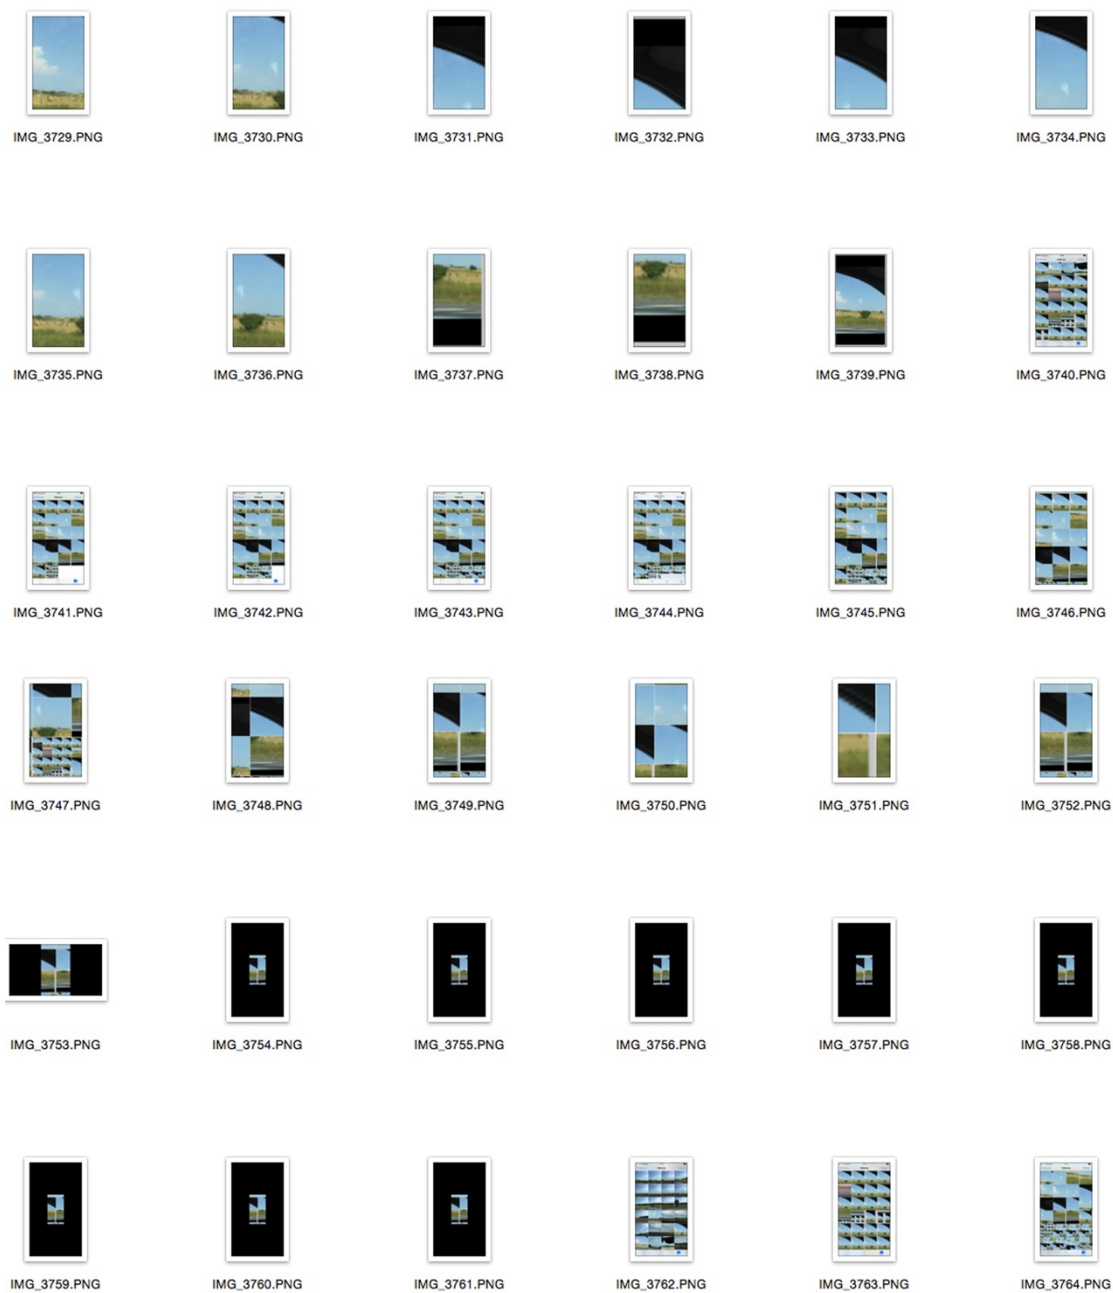 IMG_3729.PNG IMG_3730.PNG IMG_3731.PNG IMG_3732.PNG IMG_3733.PNG IMG_3734.PNG
IMG_3735.PNG IMG_3736.PNG IMG_3737.PNG IMG_3738.PNG IMG_3739.PNG IMG_3740.PNG
IMG_3741.PNG IMG_3742.PNG IMG_3743.PNG IMG_3744.PNG IMG_3745.PNG IMG_3746.PNG
IMG_3747.PNG IMG_3748.PNG IMG_3749.PNG IMG_3750.PNG IMG_3751.PNG IMG_3752.PNG
IMG_3753.PNG IMG_3754.PNG IMG_3755.PNG IMG_3756.PNG IMG_3757.PNG IMG_3758.PNG
IMG_3759.PNG IMG_3760.PNG IMG_3761.PNG IMG_3762.PNG IMG_3763.PNG IMG_3764.PNG